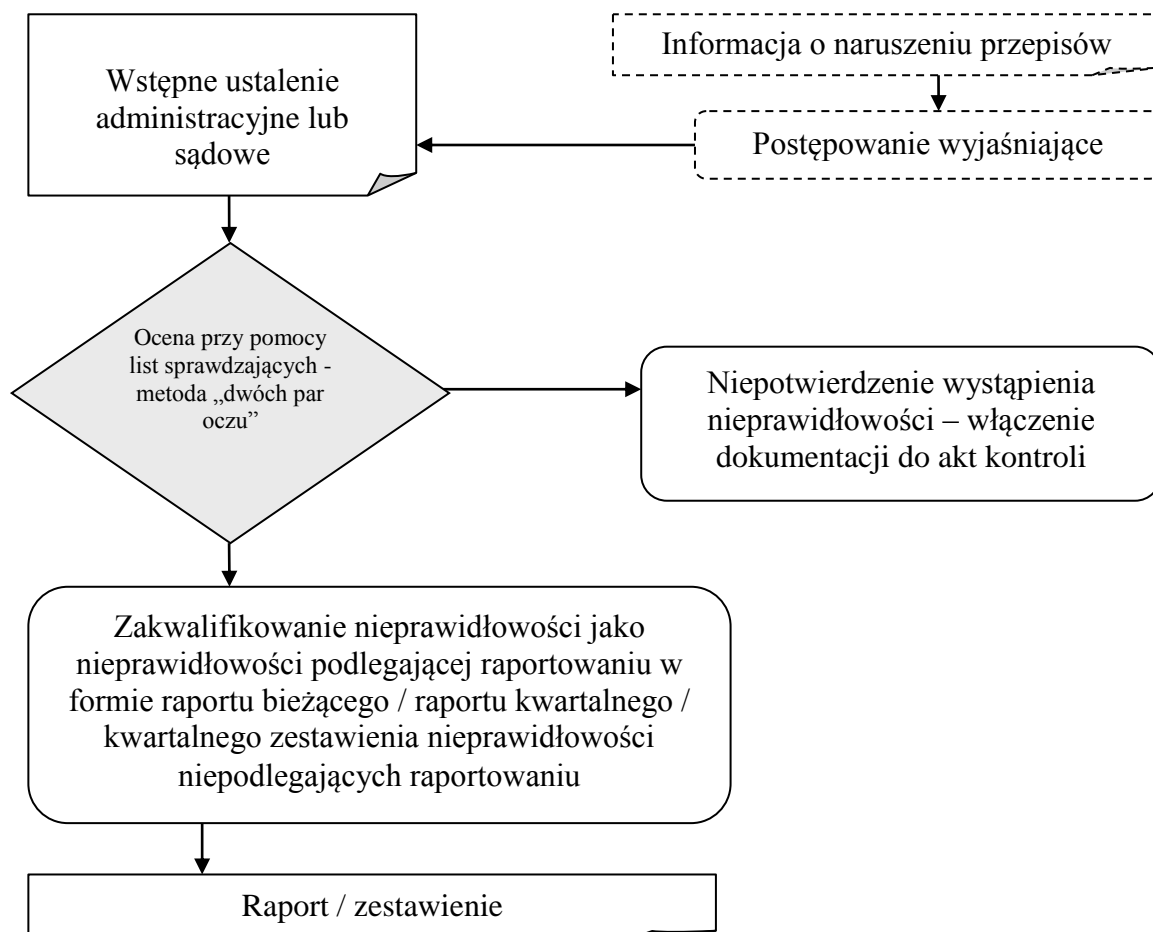 Informacja o naruszeniu przepisów
Postępowanie wyjaśniające
Wstępne ustalenie
administracyjne lub
sądowe
Ocena przy pomocy
list sprawdzających -
metoda „dwóch par
oczu”
Niepotwierdzenie wystąpienia
nieprawidłowości – włączenie
dokumentacji do akt kontroli
Zakwalifikowanie nieprawidłowości jako
nieprawidłowości podlegającej raportowaniu w
formie raportu bieżącego / raportu kwartalnego /
kwartalnego zestawienia nieprawidłowości
niepodlegających raportowaniu
Raport / zestawienie